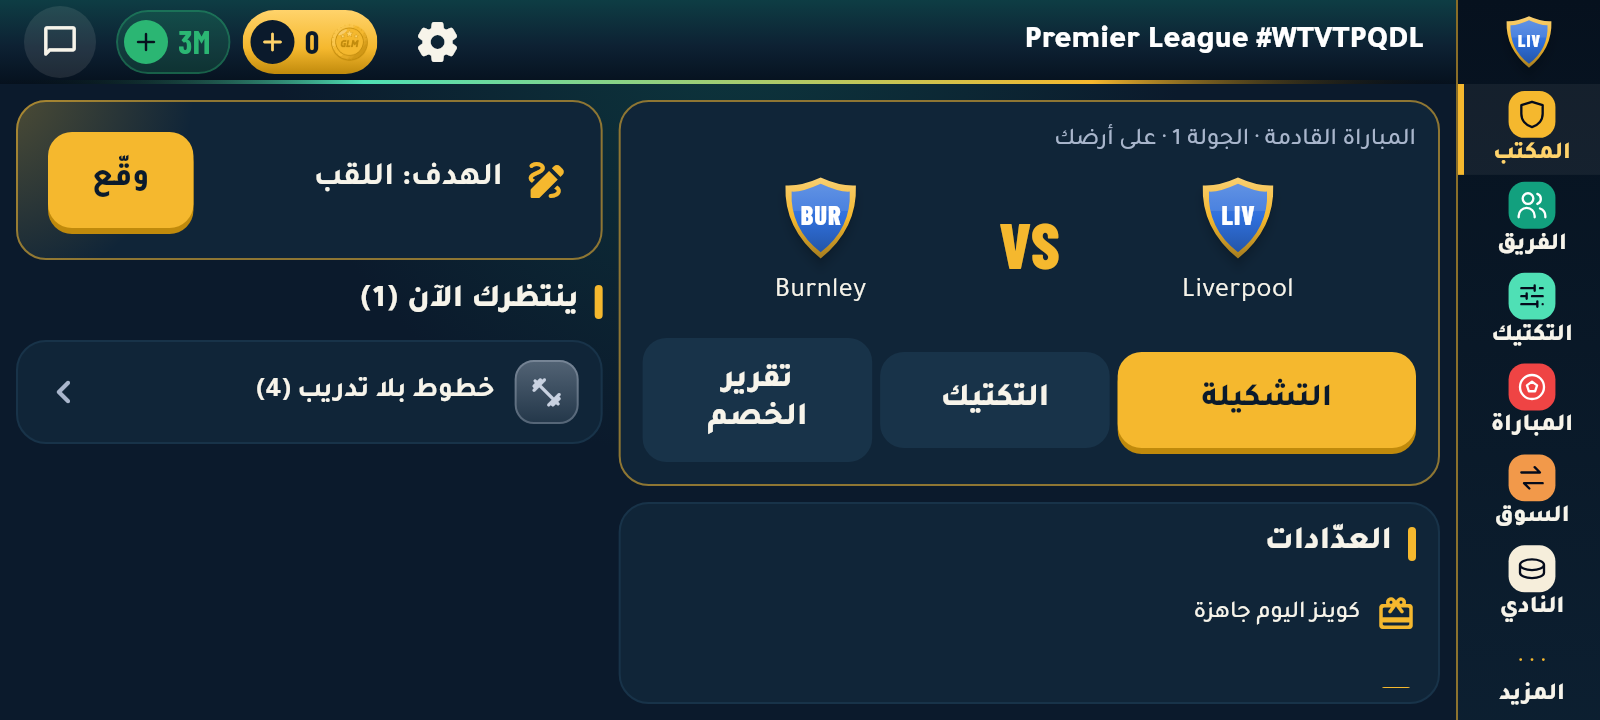 LIV
Premier League #WTVTPQDL
0
GLM
3M
المكتب
الفريق
التكتيك
المباراة
السوق
النادي
...
المزيد
المباراة القادمة · الجولة 1 · على أرضك
LIV
VS
BUR
Liverpool
Burnley
التشكيلة
التكتيك
تقرير
الخصم
العدّادات
كوينز اليوم جاهزة
الهدف: اللقب
وقّع
ينتظرك الآن (1)
خطوط بلا تدريب (4)